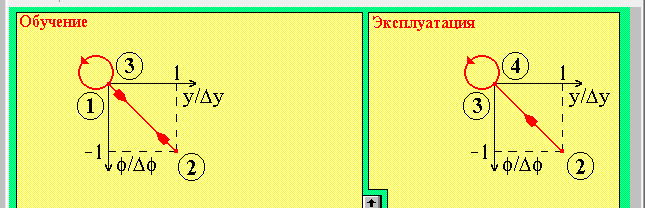 Обучение
3
1
1
y/Δy
2
-1
ϕ/Δϕ
Эксплуатация
4
1
3
y/Δy
2
-1
ϕ/Δϕ